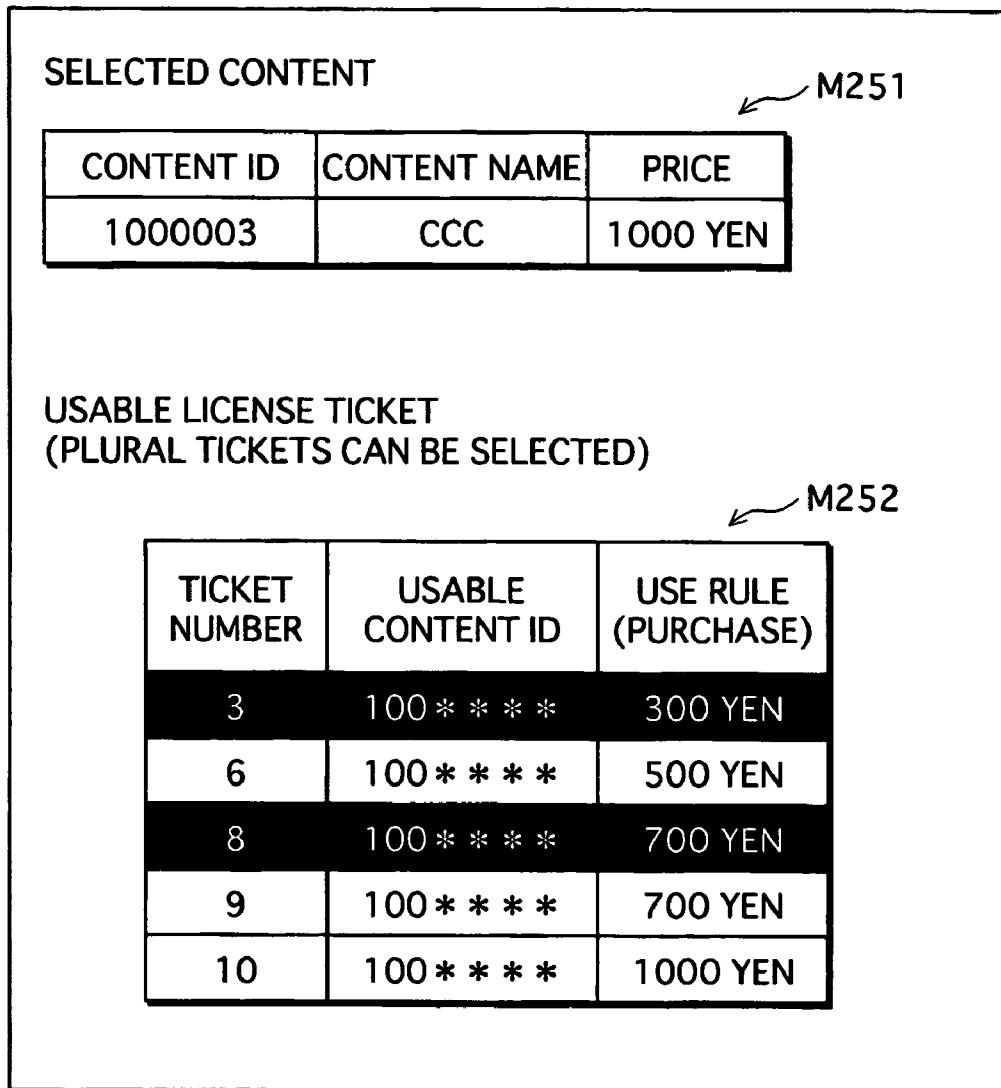 SELECTED CONTENT
M251
CONTENT ID CONTENT NAME PRICE
1000003 CCC 1000 YEN
USABLE LICENSE TICKET
(PLURAL TICKETS CAN BE SELECTED)
M252
TICKET NUMBER USABLE CONTENT ID USE RULE (PURCHASE)
3 100**** 300 YEN
6 100**** 500 YEN
8 100**** 700 YEN
9 100**** 700 YEN
10 100**** 1000 YEN